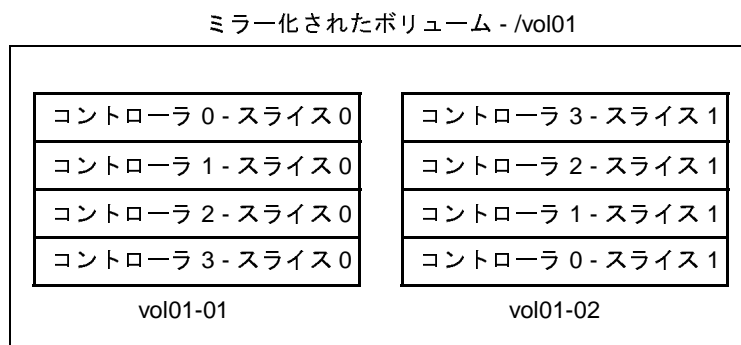 ミラー化されたボリューム - /vol01
コントローラ 0 - スライス 0
コントローラ 1 - スライス 0
コントローラ 2 - スライス 0
コントローラ 3 - スライス 0
vol01-01
コントローラ 3 - スライス 1
コントローラ 2 - スライス 1
コントローラ 1 - スライス 1
コントローラ 0 - スライス 1
vol01-02